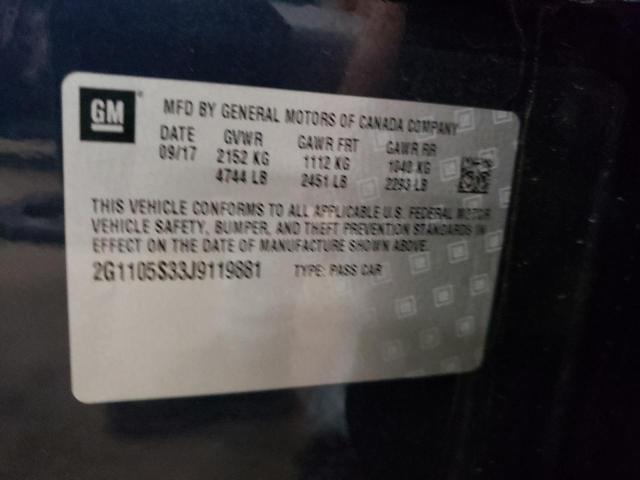 GM
MFD BY GENERAL MOTORS OF CANADA COMPANY
DATE GVWR GAWR FRT GAWR RR
09/17 2152 KG 1112 KG 1040 KG
4744 LB 2451 LB 2293 LB
THIS VEHICLE CONFORMS TO ALL APPLICABLE U.S. FEDERAL MOTOR
VEHICLE SAFETY, BUMPER, AND THEFT PREVENTION STANDARDS IN
EFFECT ON THE DATE OF MANUFACTURE SHOWN ABOVE.
2G1105S33J9119881 TYPE: PASS CAR